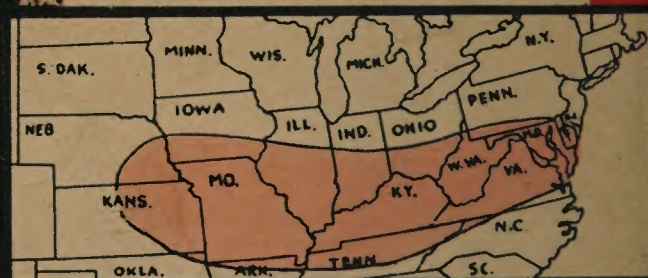 MINN. WIS. MICH. N.Y.
S. DAK.
IOWA PENN.
NEB ILL. IND. OHIO
MD.
MO. W.VA. VA.
KANS. KY.
N.C.
OKLA. ARK. TENN. SC.